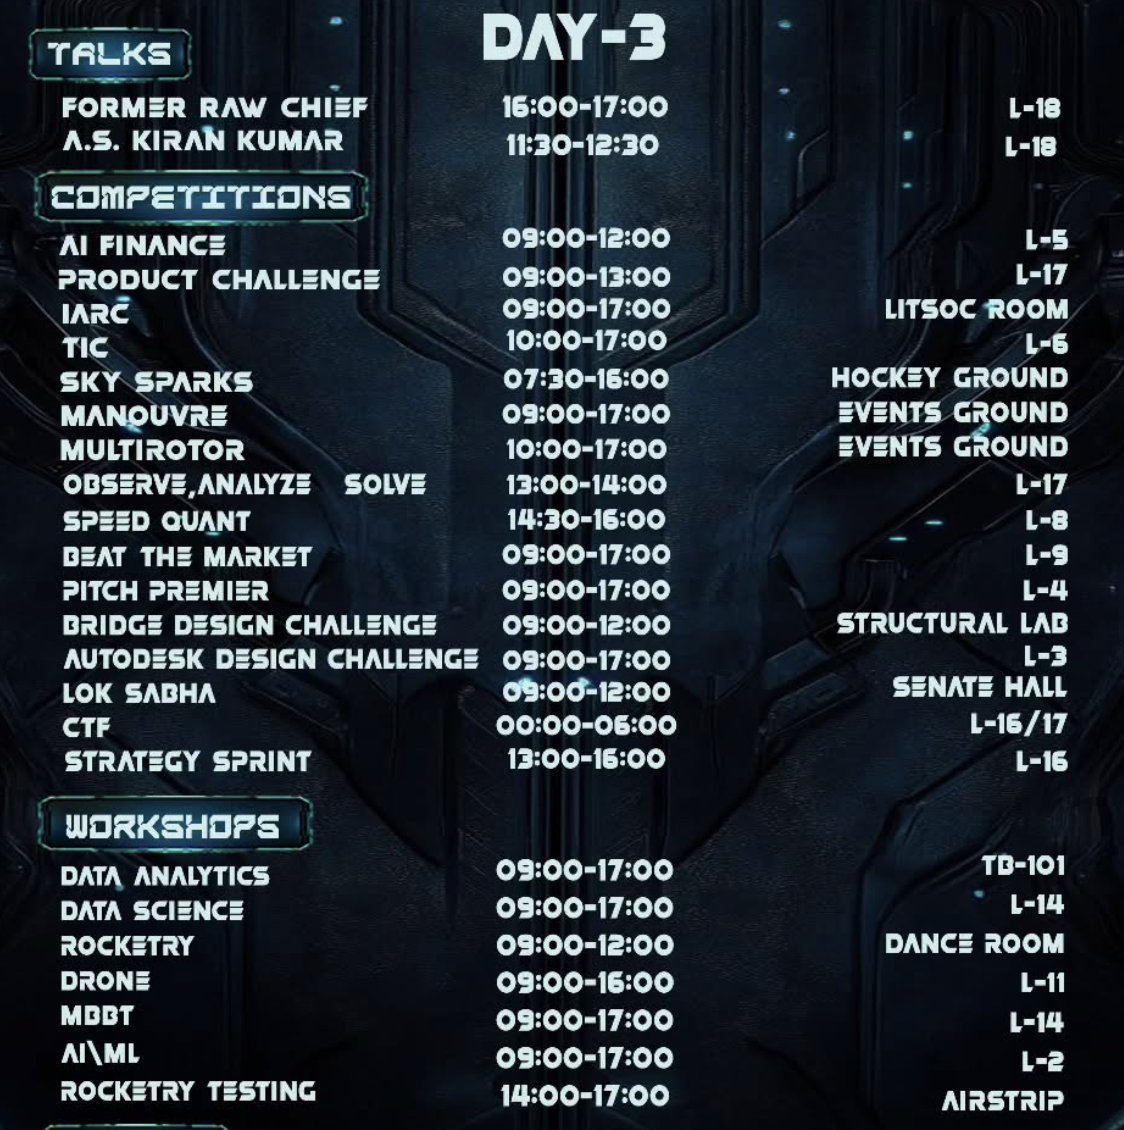 DAY-3
TALKS
FORMER RAW CHIEF 16:00-17:00 L-18
A.S. KIRAN KUMAR 11:30-12:30 L-18
COMPETITIONS
AI FINANCE 09:00-12:00 L-5
PRODUCT CHALLENGE 09:00-13:00 L-17
IARC 09:00-17:00 LITSOC ROOM
TIC 10:00-17:00 L-6
SKY SPARKS 07:30-16:00 HOCKEY GROUND
MANOUVRE 09:00-17:00 EVENTS GROUND
MULTIROTOR 10:00-17:00 EVENTS GROUND
OBSERVE,ANALYZE SOLVE 13:00-14:00 L-17
SPEED QUANT 14:30-16:00 L-8
BEAT THE MARKET 09:00-17:00 L-9
PITCH PREMIER 09:00-17:00 L-4
BRIDGE DESIGN CHALLENGE 09:00-12:00 STRUCTURAL LAB
AUTODESK DESIGN CHALLENGE 09:00-17:00 L-3
LOK SABHA 09:00-12:00 SENATE HALL
CTF 00:00-06:00 L-16/17
STRATEGY SPRINT 13:00-16:00 L-16
WORKSHOPS
DATA ANALYTICS 09:00-17:00 TB-101
DATA SCIENCE 09:00-17:00 L-14
ROCKETRY 09:00-12:00 DANCE ROOM
DRONE 09:00-16:00 L-11
MBBT 09:00-17:00 L-14
AI\ML 09:00-17:00 L-2
ROCKETRY TESTING 14:00-17:00 AIRSTRIP